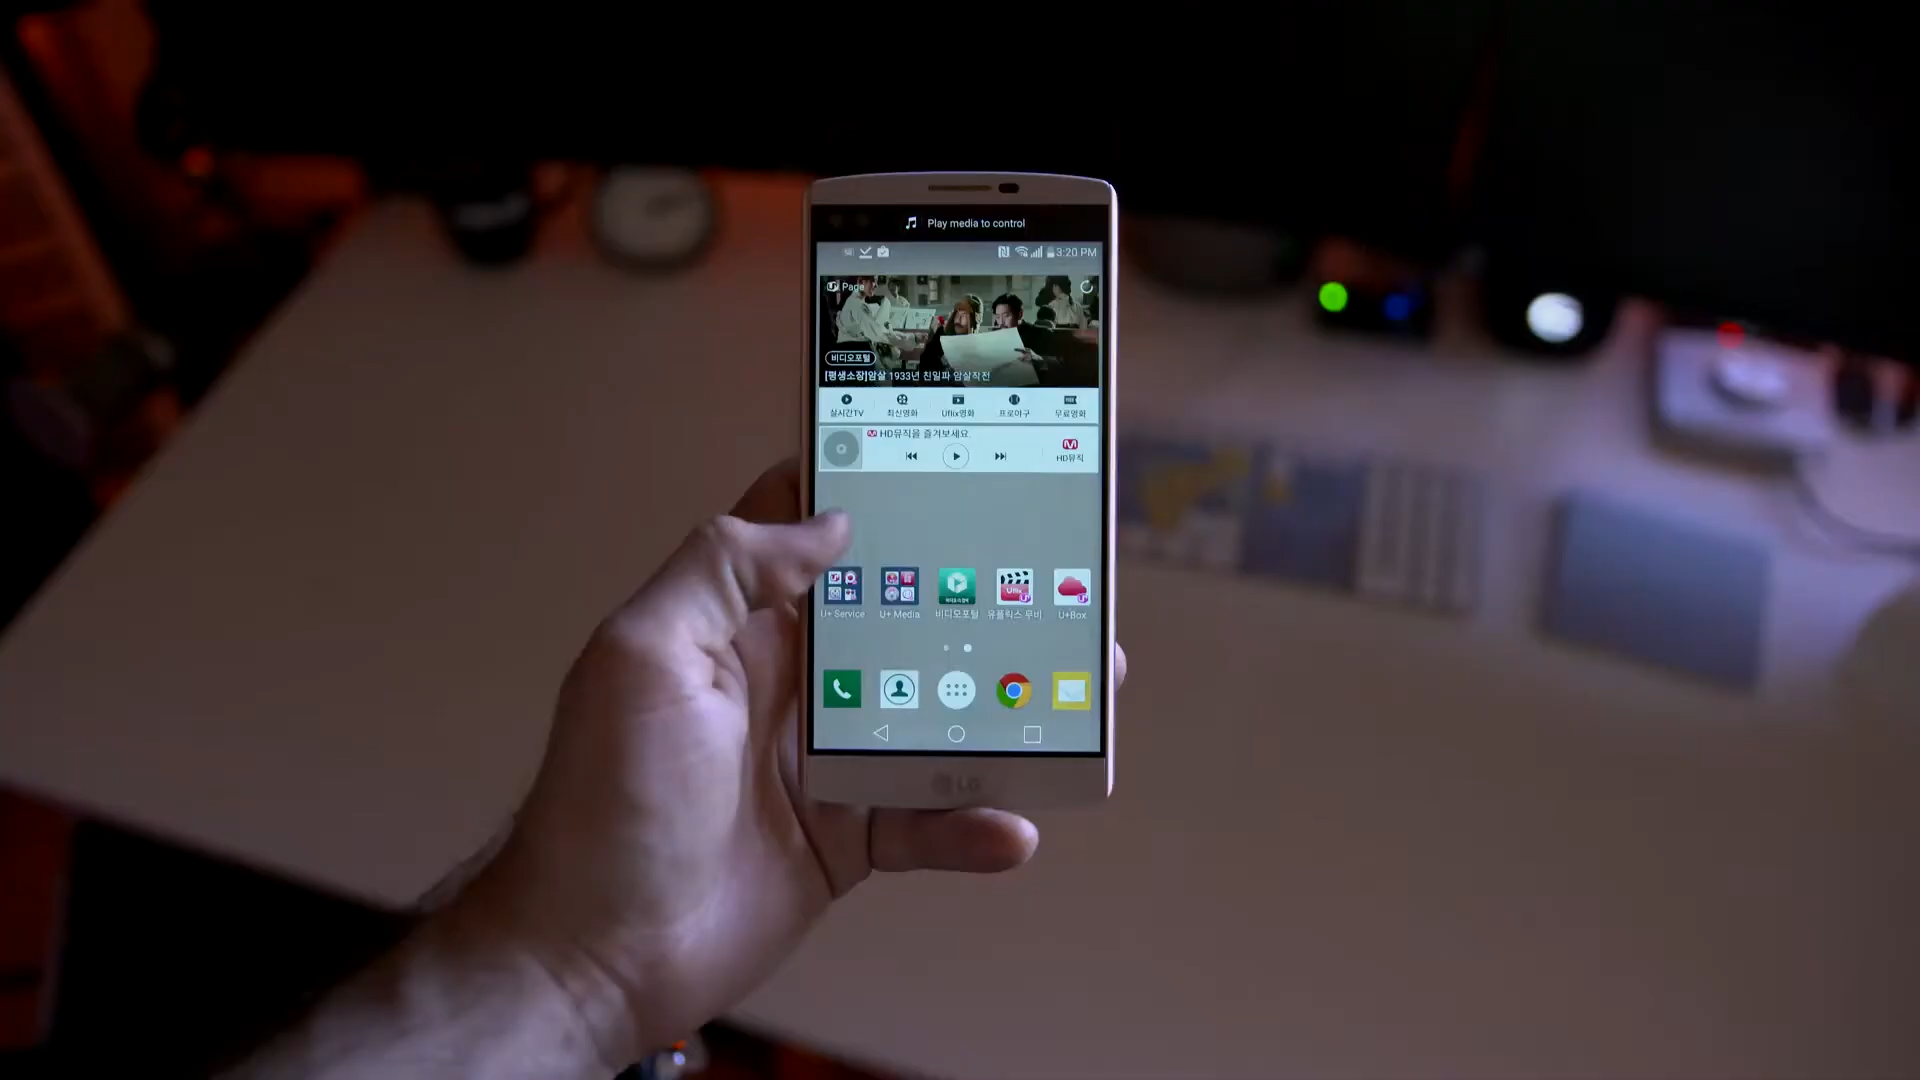 Play media to control
3:20 PM
U+ Page
비디오포털
[평생소장]암살 1933년 친일파 암살작전
실시간TV
최신영화
Uflix영화
프로야구
무료영화
HD뮤직을 즐겨보세요.
HD뮤직
U+ Service
U+ Media
비디오포털
유플릭스 무비
U+Box
LG